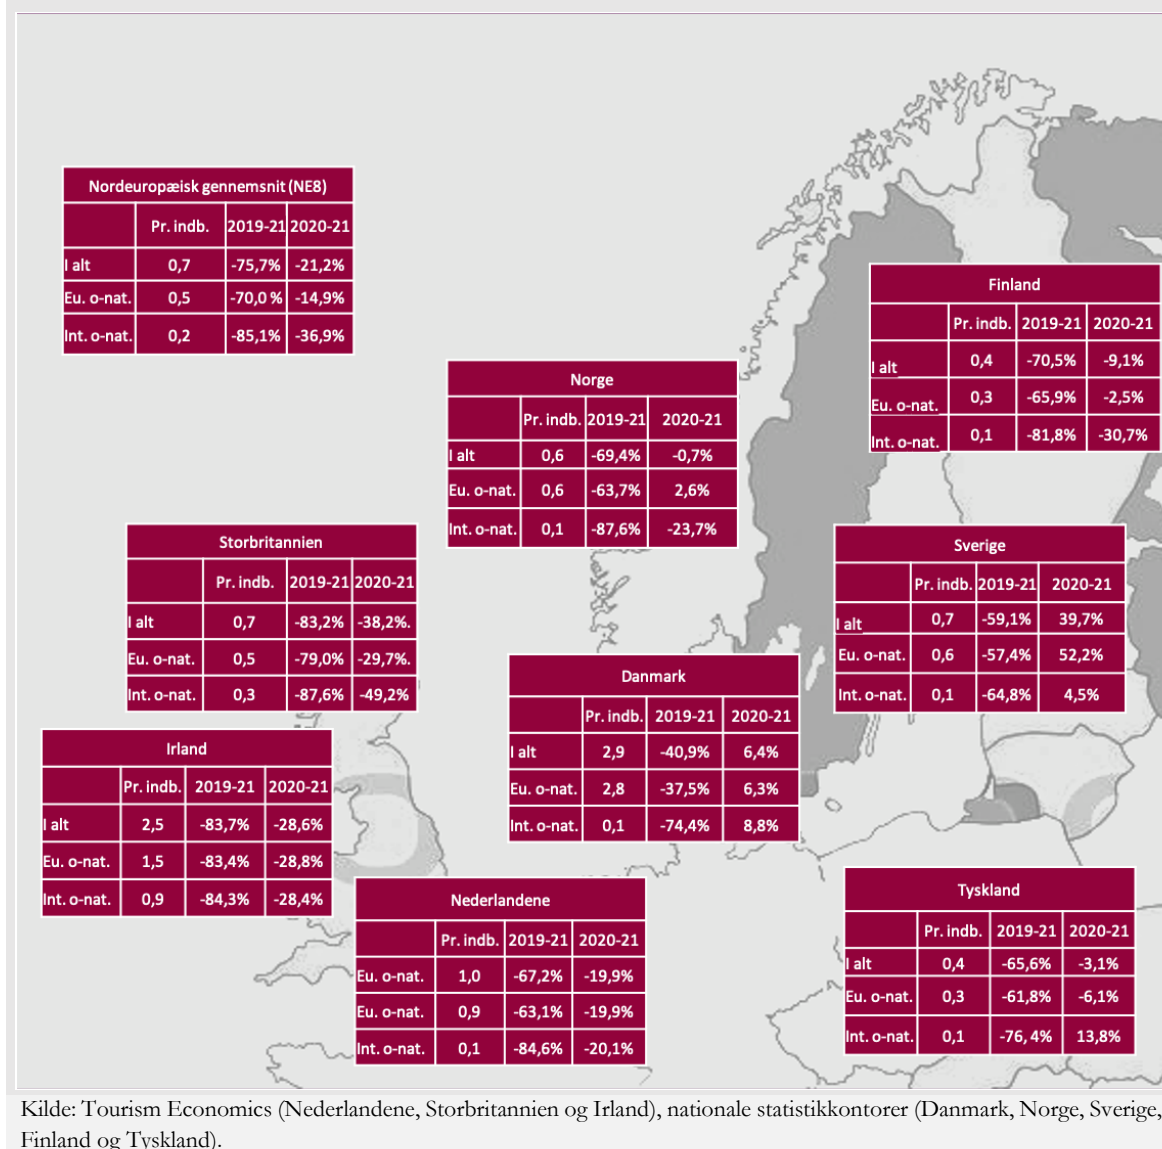 Nordeuropæisk gennemsnit (NE8)
Pr. indb. 2019-21 2020-21
I alt 0,7 -75,7% -21,2%
Eu. o-nat. 0,5 -70,0 % -14,9%
Int. o-nat. 0,2 -85,1% -36,9%
Finland
Pr. indb. 2019-21 2020-21
I alt 0,4 -70,5% -9,1%
Eu. o-nat. 0,3 -65,9% -2,5%
Int. o-nat. 0,1 -81,8% -30,7%
Norge
Pr. indb. 2019-21 2020-21
I alt 0,6 -69,4% -0,7%
Eu. o-nat. 0,6 -63,7% 2,6%
Int. o-nat. 0,1 -87,6% -23,7%
Storbritannien
Pr. indb. 2019-21 2020-21
I alt 0,7 -83,2% -38,2%.
Eu. o-nat. 0,5 -79,0% -29,7%.
Int. o-nat. 0,3 -87,6% -49,2%
Sverige
Pr. indb. 2019-21 2020-21
I alt 0,7 -59,1% 39,7%
Eu. o-nat. 0,6 -57,4% 52,2%
Int. o-nat. 0,1 -64,8% 4,5%
Danmark
Pr. indb. 2019-21 2020-21
I alt 2,9 -40,9% 6,4%
Eu. o-nat. 2,8 -37,5% 6,3%
Int. o-nat. 0,1 -74,4% 8,8%
Irland
Pr. indb. 2019-21 2020-21
I alt 2,5 -83,7% -28,6%
Eu. o-nat. 1,5 -83,4% -28,8%
Int. o-nat. 0,9 -84,3% -28,4%
Nederlandene
Pr. indb. 2019-21 2020-21
Eu. o-nat. 1,0 -67,2% -19,9%
Eu. o-nat. 0,9 -63,1% -19,9%
Int. o-nat. 0,1 -84,6% -20,1%
Tyskland
Pr. indb. 2019-21 2020-21
I alt 0,4 -65,6% -3,1%
Eu. o-nat. 0,3 -61,8% -6,1%
Int. o-nat. 0,1 -76, 4% 13,8%
Kilde: Tourism Economics (Nederlandene, Storbritannien og Irland), nationale statistikkontorer (Danmark, Norge, Sverige,
Finland og Tyskland).